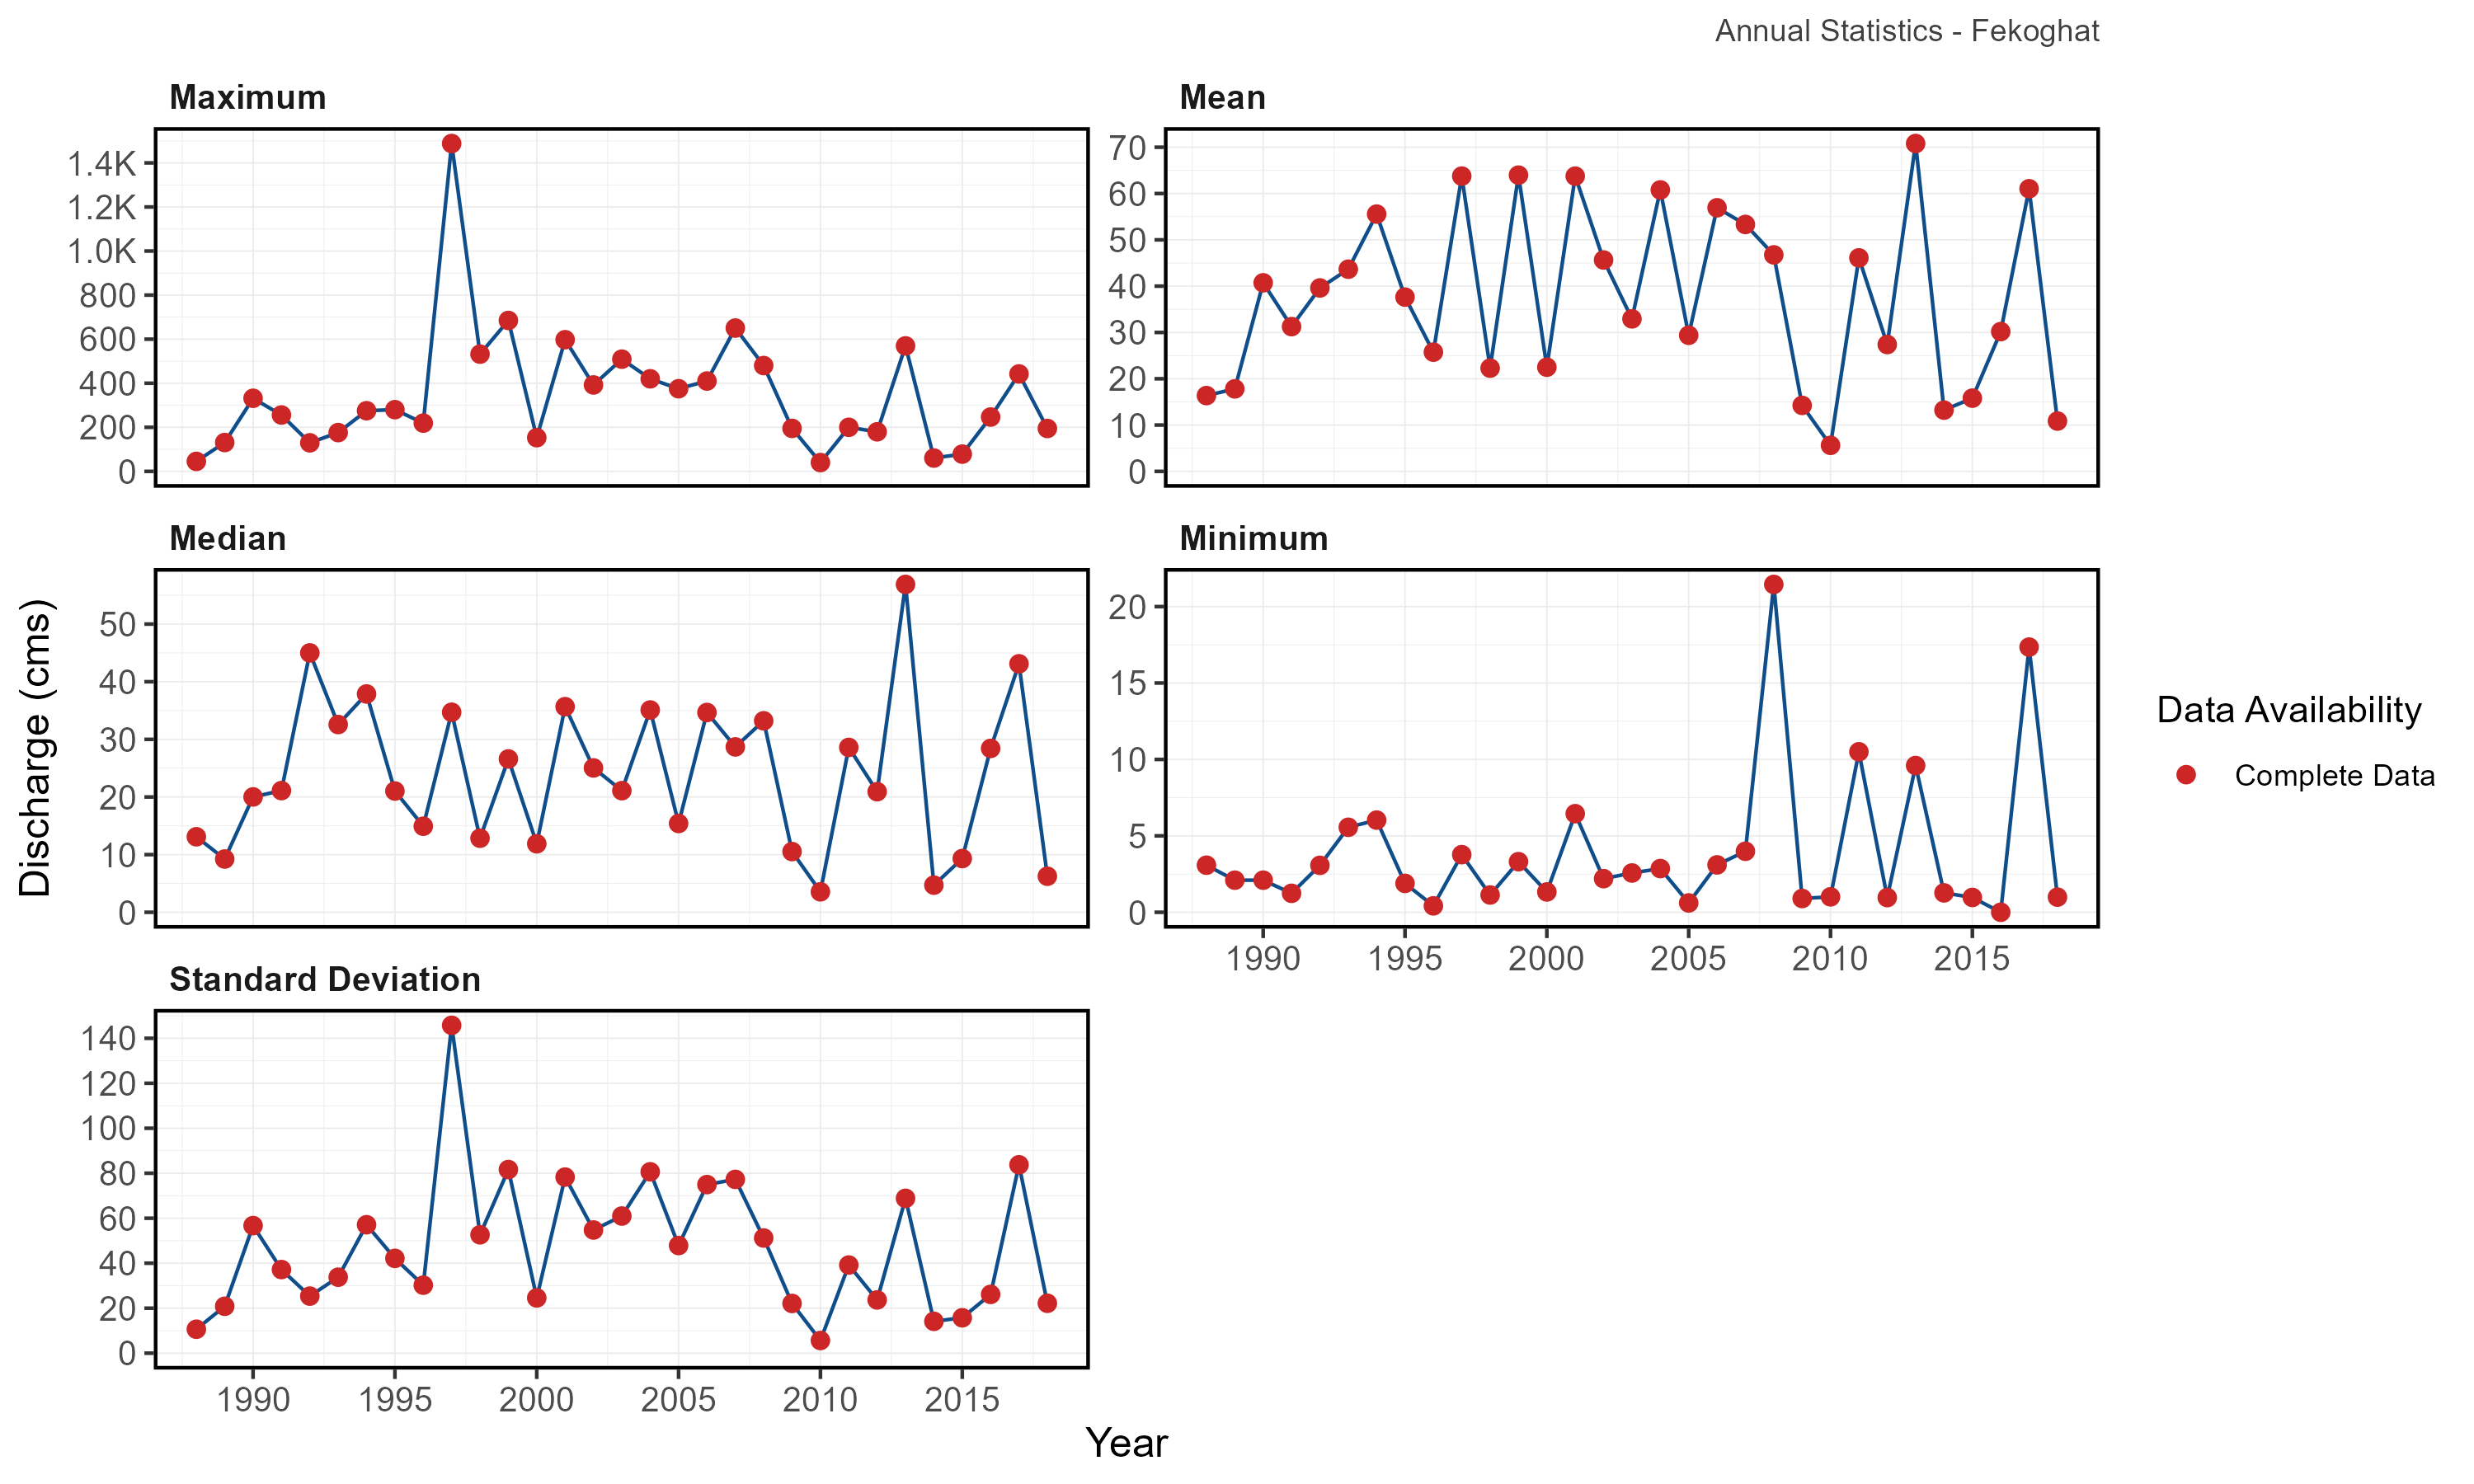 Annual Statistics - Fekoghat
Maximum
1.4K
1.2K
1.0K
800
600
400
200
0
Mean
70
60
50
40
30
20
10
0
Discharge (cms)
Median
50
40
30
20
10
0
Minimum
20
15
10
5
0
1990 1995 2000 2005 2010 2015
Standard Deviation
140
120
100
80
60
40
20
0
1990 1995 2000 2005 2010 2015
Year
Data Availability
Complete Data